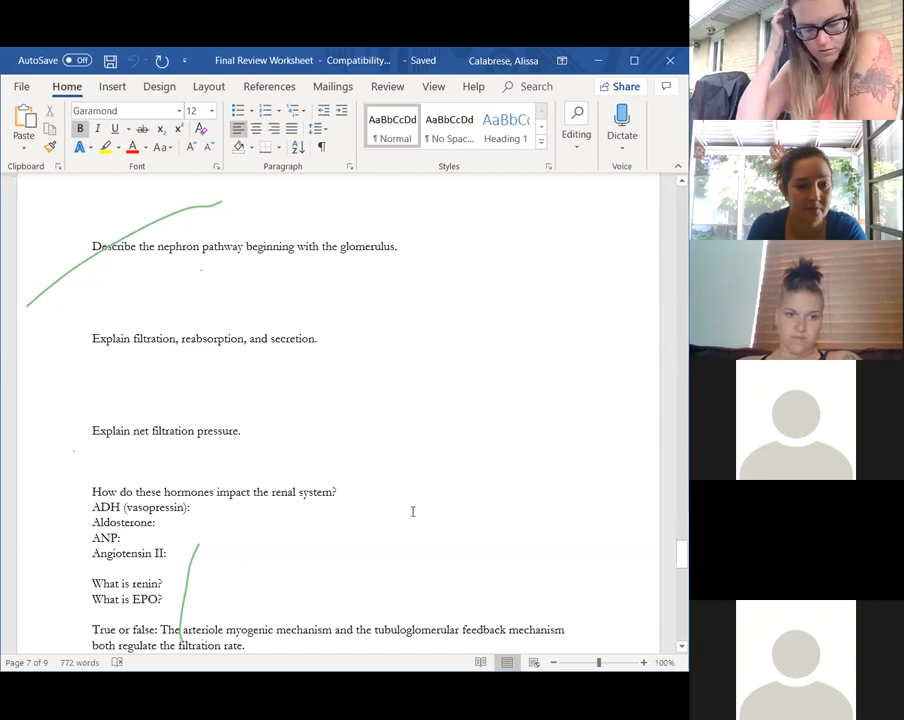 AutoSave Off Final Review Worksheet - Compatibility... - Saved Calabrese, Alissa
File Home Insert Design Layout References Mailings Review View Help Search Share
Paste Garamond 12 AaBbCcDd AaBbCcDd AaBbCc Editing Dictate
B I U ab x₂ x² Normal No Spac... Heading 1
Clipboard Font Paragraph Styles Voice
Describe the nephron pathway beginning with the glomerulus.
Explain filtration, reabsorption, and secretion.
Explain net filtration pressure.
How do these hormones impact the renal system?
ADH (vasopressin):
Aldosterone:
ANP:
Angiotensin II:
What is renin?
What is EPO?
True or false: The arteriole myogenic mechanism and the tubuloglomerular feedback mechanism
both regulate the filtration rate.
Page 7 of 9 772 words 100%